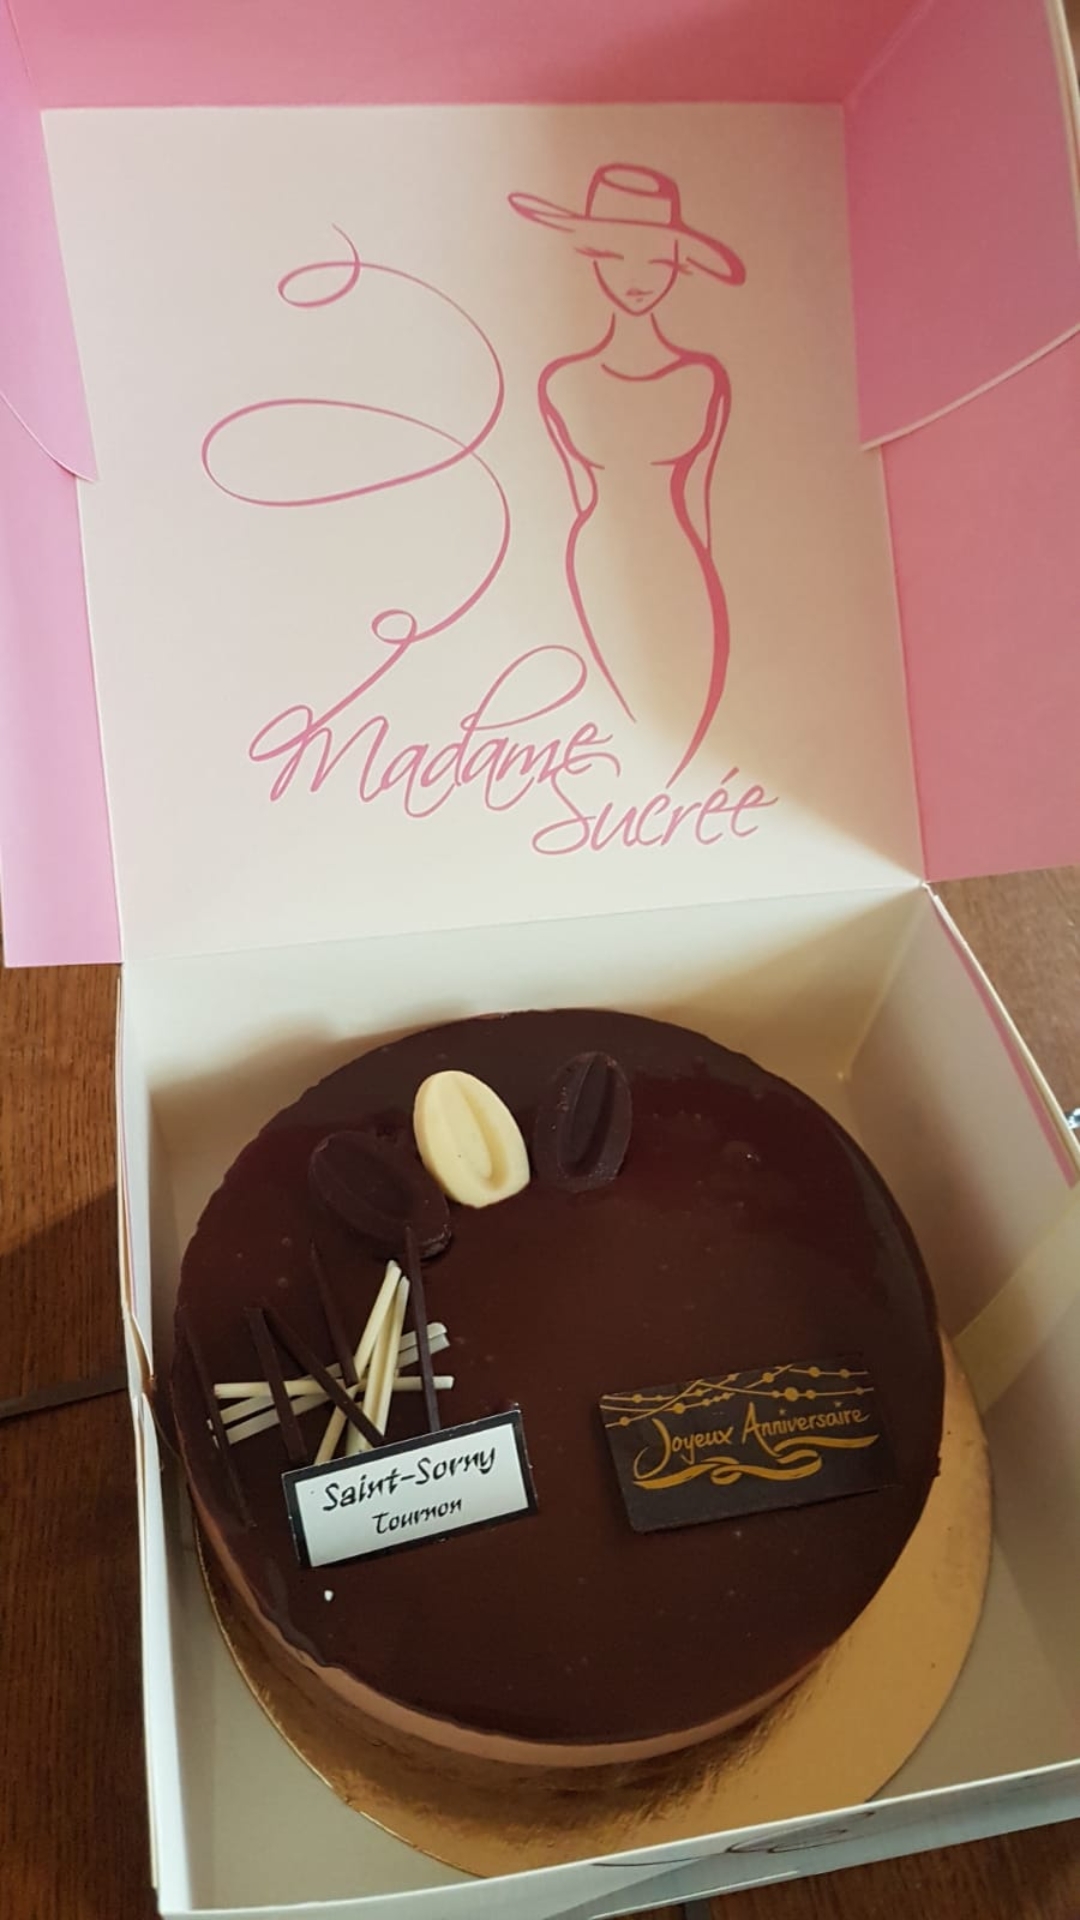 Madame
Sucrée
Saint-Sorny
Tournon
Joyeux Anniversaire